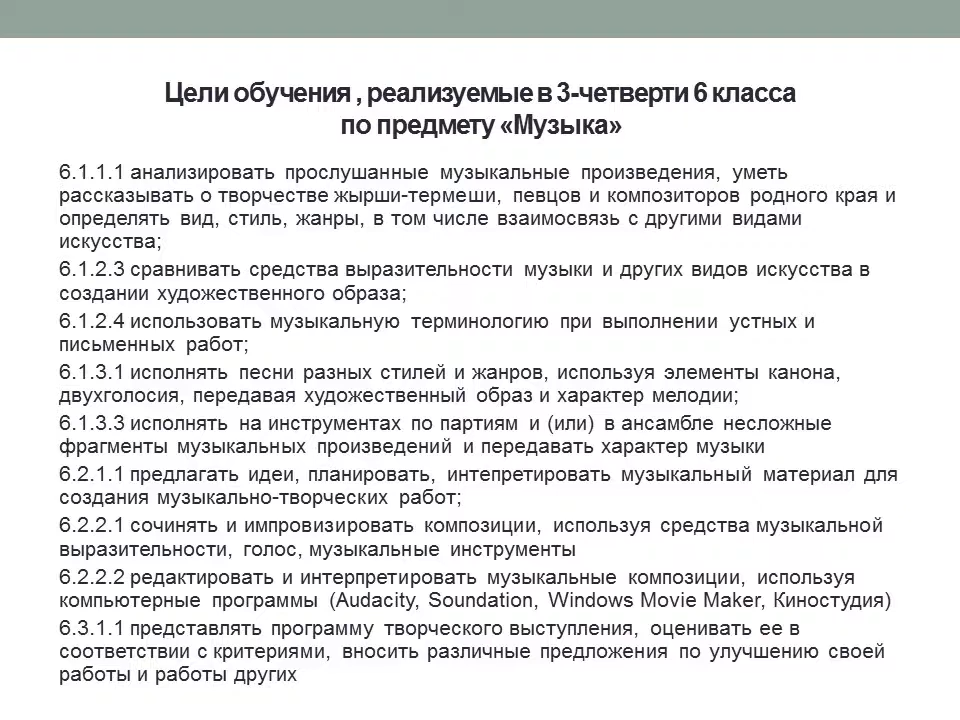 Цели обучения , реализуемые в 3-четверти 6 класса
по предмету «Музыка»
6.1.1.1 анализировать прослушанные музыкальные произведения, уметь
рассказывать о творчестве жырши-термеши, певцов и композиторов родного края и
определять вид, стиль, жанры, в том числе взаимосвязь с другими видами
искусства;
6.1.2.3 сравнивать средства выразительности музыки и других видов искусства в
создании художественного образа;
6.1.2.4 использовать музыкальную терминологию при выполнении устных и
письменных работ;
6.1.3.1 исполнять песни разных стилей и жанров, используя элементы канона,
двухголосия, передавая художественный образ и характер мелодии;
6.1.3.3 исполнять на инструментах по партиям и (или) в ансамбле несложные
фрагменты музыкальных произведений и передавать характер музыки
6.2.1.1 предлагать идеи, планировать, интепретировать музыкальный материал для
создания музыкально-творческих работ;
6.2.2.1 сочинять и импровизировать композиции, используя средства музыкальной
выразительности, голос, музыкальные инструменты
6.2.2.2 редактировать и интерпретировать музыкальные композиции, используя
компьютерные программы (Audacity, Soundation, Windows Movie Maker, Киностудия)
6.3.1.1 представлять программу творческого выступления, оценивать ее в
соответствии с критериями, вносить различные предложения по улучшению своей
работы и работы других